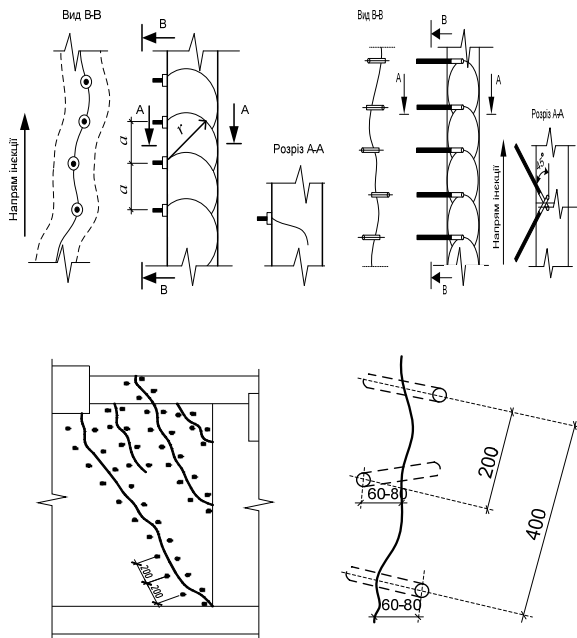 Вид В-В
В
Напрям інєкції
А
А
r
a
a
В
Розріз А-А
Вид В-В
В
А
А
Розріз А-А
45°
Напрям інєкції
В
200
200
60-80
200
400
60-80